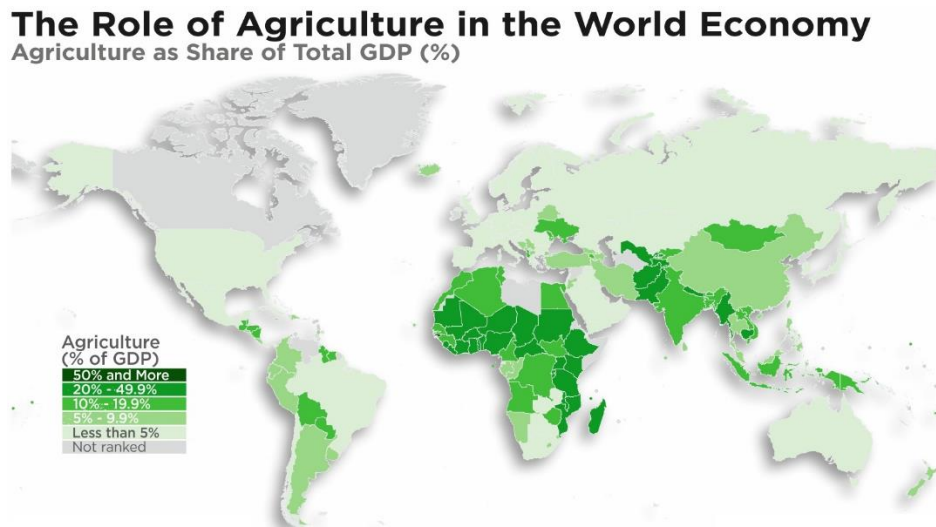 The Role of Agriculture in the World Economy
Agriculture as Share of Total GDP (%)
Agriculture
(% of GDP)
50% and More
20% - 49.9%
10% - 19.9%
5% - 9.9%
Less than 5%
Not ranked